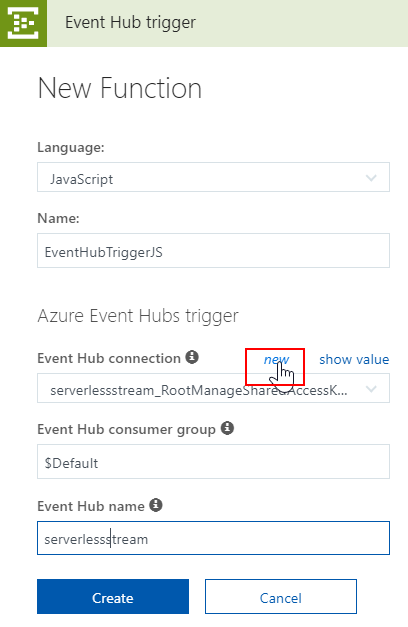 Event Hub trigger
New Function
Language:
JavaScript
Name:
EventHubTriggerJS
Azure Event Hubs trigger
Event Hub connection new show value
serverlessstream_RootManageSharedAccessK...
Event Hub consumer group
$Default
Event Hub name
serverlessstream
Create Cancel